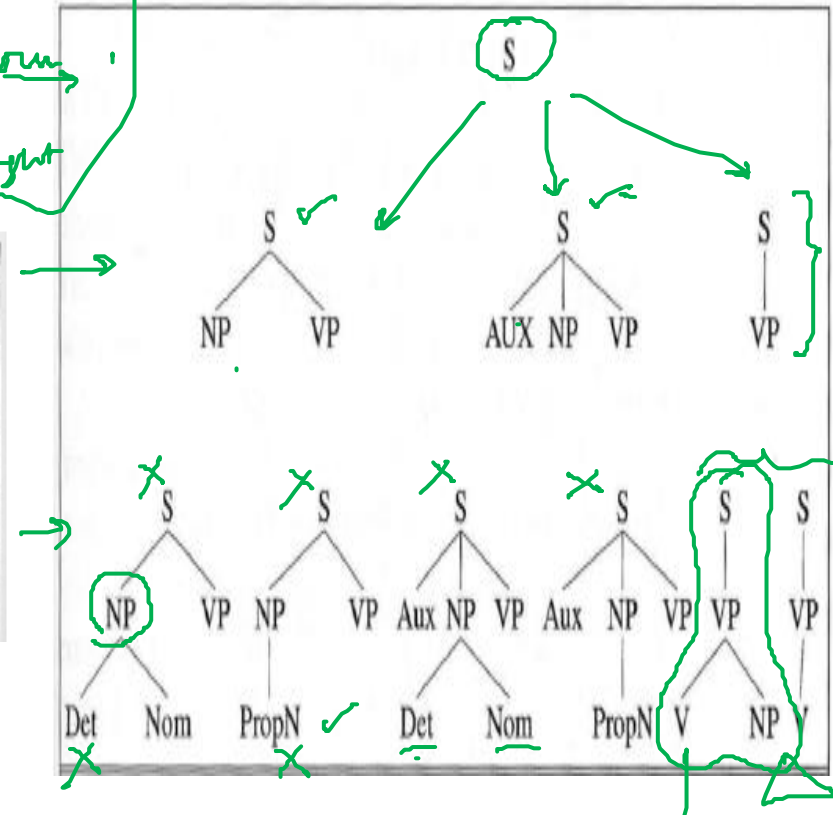 S
S S S
NP VP AUX NP VP VP
S S S S S S
NP VP NP VP Aux NP VP Aux NP VP VP VP
Det Nom PropN Det Nom PropN V NP V